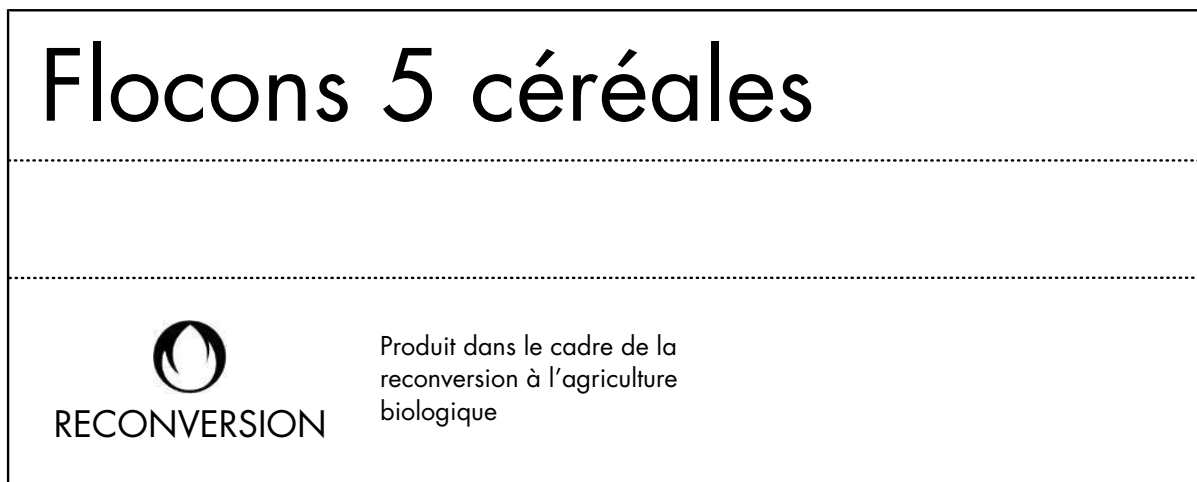 Flocons 5 céréales
RECONVERSION
Produit dans le cadre de la
reconversion à l'agriculture
biologique